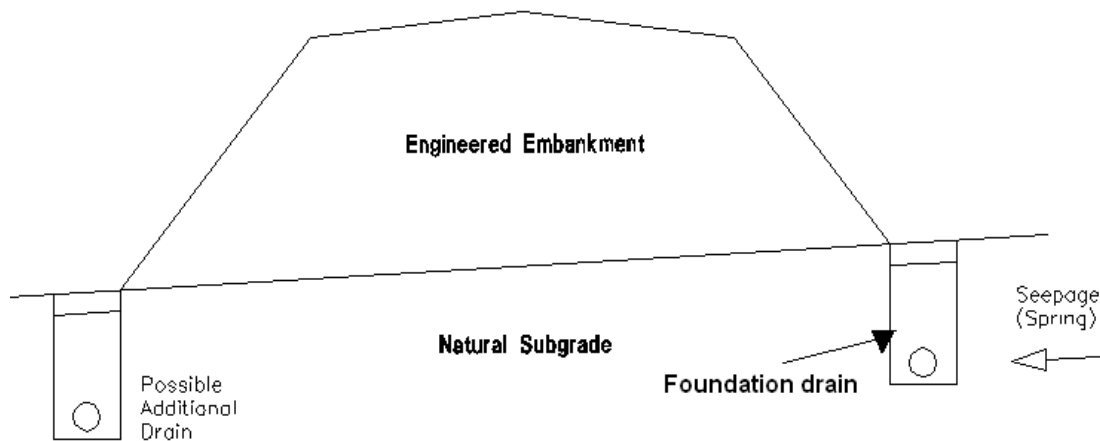 Engineered Embankment
Seepage
(Spring)
Natural Subgrade
Foundation drain
Possible
Additional
Drain